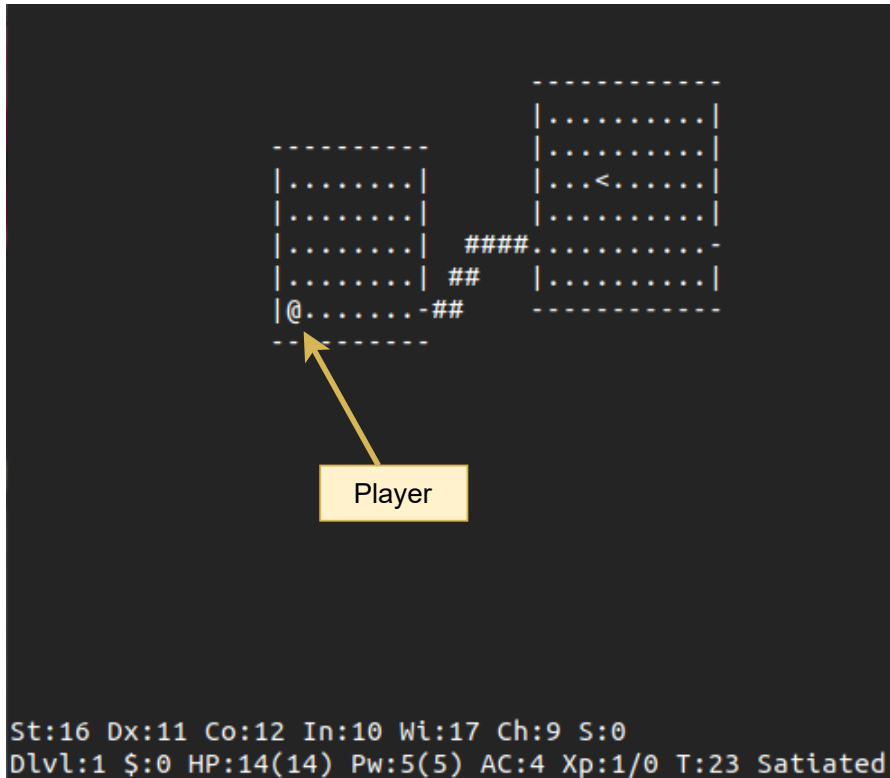 ------------
                                |..........|
                ----------      |..........|
                |........|      |...<......|
                |........|      |..........|
                |........|  ####...........-
                |........| ##   |..........|
                |@.......-##    ------------
                ----------
Player
St:16 Dx:11 Co:12 In:10 Wi:17 Ch:9 S:0
Dlvl:1 $:0 HP:14(14) Pw:5(5) AC:4 Xp:1/0 T:23 Satiated